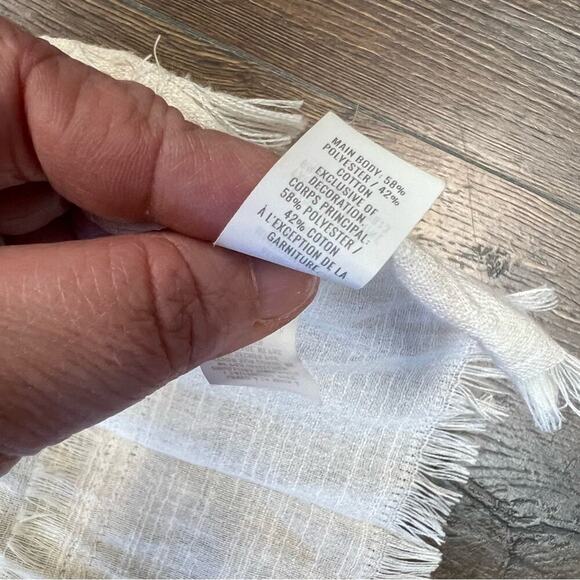 MAIN BODY: 58%
POLYESTER / 42%
COTTON
EXCLUSIVE OF
DECORATION
CORPS PRINCIPAL:
58% POLYESTER /
42% COTON
À L'EXCEPTION DE LA
GARNITURE